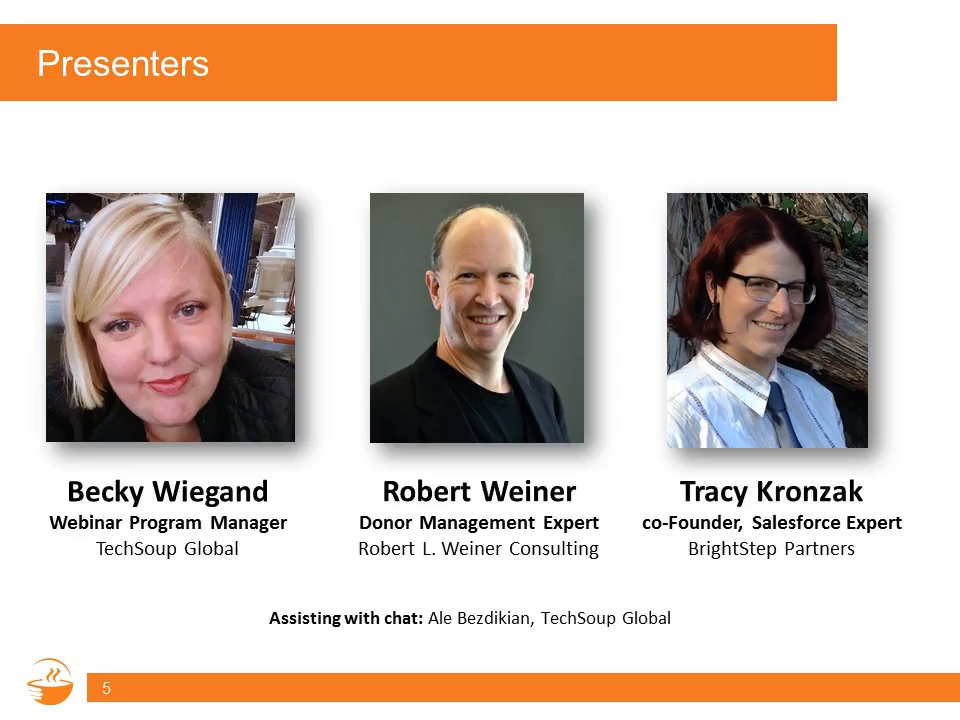 Presenters
Becky Wiegand
Webinar Program Manager
TechSoup Global
Robert Weiner
Donor Management Expert
Robert L. Weiner Consulting
Tracy Kronzak
co-Founder, Salesforce Expert
BrightStep Partners
Assisting with chat: Ale Bezdikian, TechSoup Global
5